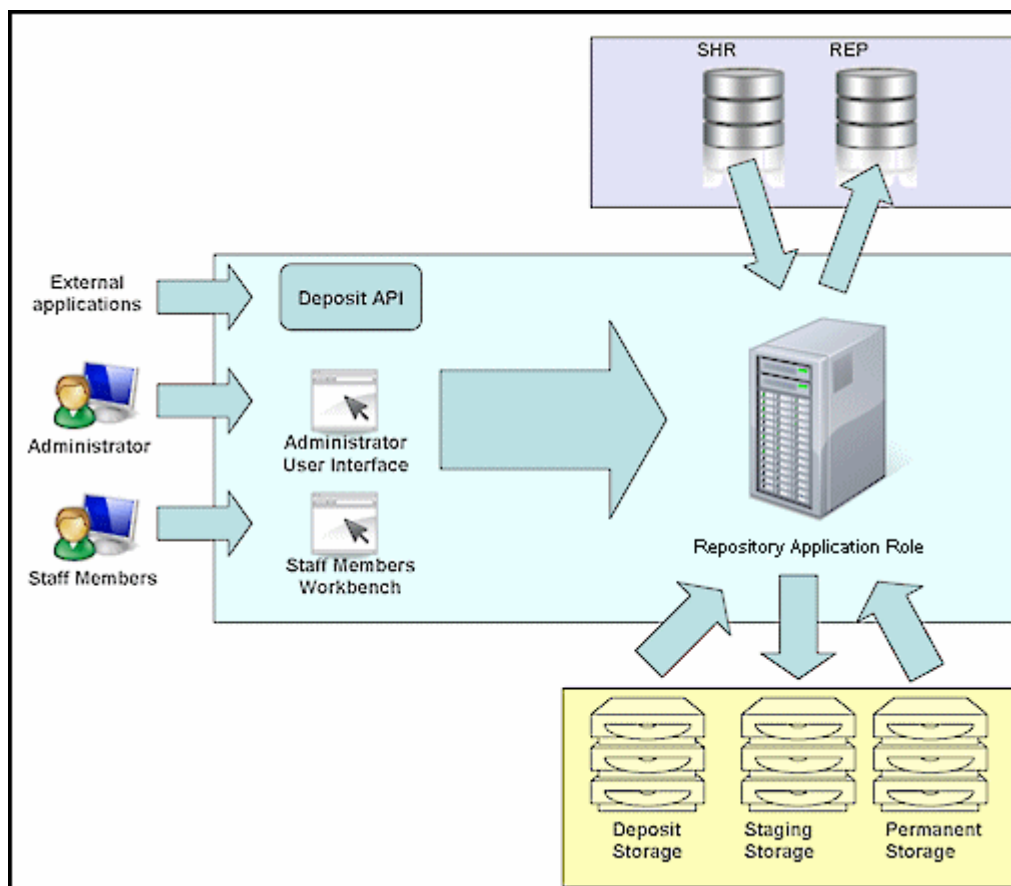 SHR
REP
External
applications
Deposit API
Administrator
Administrator
User Interface
Staff Members
Staff Members
Workbench
Repository Application Role
Deposit
Storage
Staging
Storage
Permanent
Storage